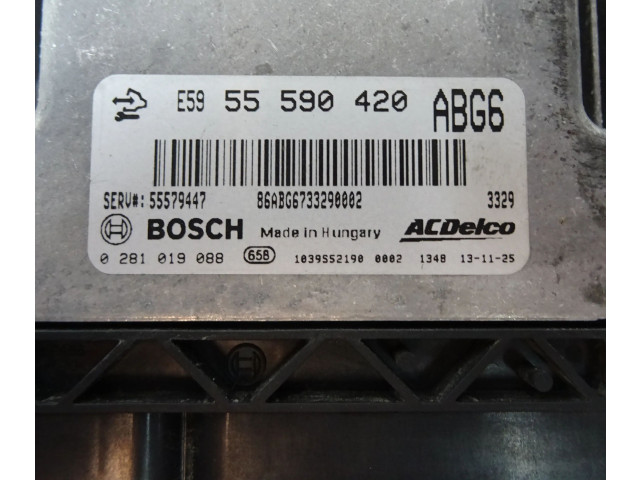 E59 55 590 420 ABG6
SERV#: 55579447 86ABG6733290002 3329
BOSCH Made in Hungary ACDelco
0 281 019 088 658 1039S52190 0002 1348 13-11-25